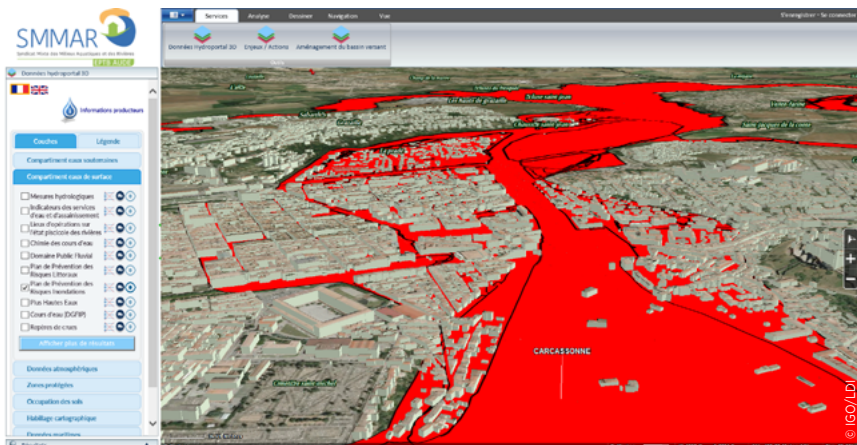 SMMAR
Syndicat Mixte des Milieux Aquatiques et des Rivières
EPTB AUDE
Services
Analyse
Dessiner
Navigation
Vue
S'enregistrer - Se connecter
Données Hydroportail 3D
Enjeux / Actions
Aménagement du bassin versant
Outils
Données hydroportail 3D
Informations producteurs
Couches
Légende
Compartiment eaux souterraines
Compartiment eaux de surface
Mesures hydrologiques
Indicateurs des services
d'eau et d'assainissement
Lieux d'opérations sur
l'état piscicole des rivières
Chimie des cours d'eau
Domaine Public Fluvial
Plan de Prévention des
Risques Littoraux
Plan de Prévention des
Risques Inondations
Plus Hautes Eaux
Cours d'eau (DGFIP)
Repères de crues
Afficher plus de résultats
Données atmosphériques
Zones protégées
Occupation des sols
Habillage cartographique
Données maritimes
CARCASSONNE
© IGO/LDI